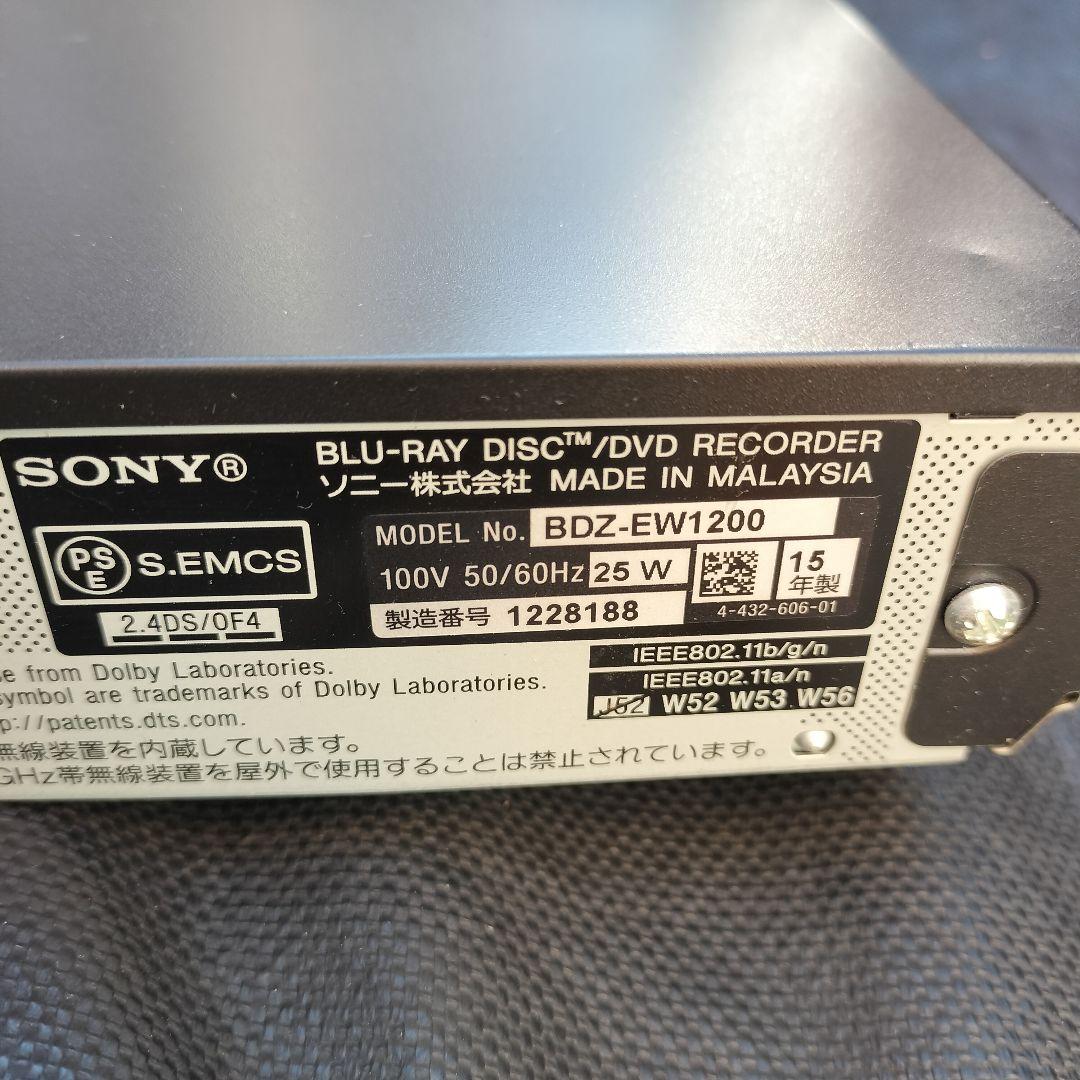 SONY®
BLU-RAY DISC™/DVD RECORDER
ソニー株式会社 MADE IN MALAYSIA
PS
E
S.EMCS
2.4DS/OF4
MODEL No. BDZ-EW1200
100V 50/60Hz 25 W
15
年製
製造番号 1228188
4-432-606-01
IEEE802.11b/g/n
IEEE802.11a/n
J52 W52 W53 W56
from Dolby Laboratories.
symbol are trademarks of Dolby Laboratories.
p://patents.dts.com.
無線装置を内蔵しています。
GHz帯無線装置を屋外で使用することは禁止されています。